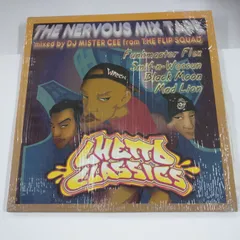 THE NERVOUS MIX TAPE
mixed by DJ MISTER CEE from THE FLIP SQUAD
Funkmaster Flex
Smif-n-Wessun
Black Moon
Mad Lion
GHETTO
CLASSICS